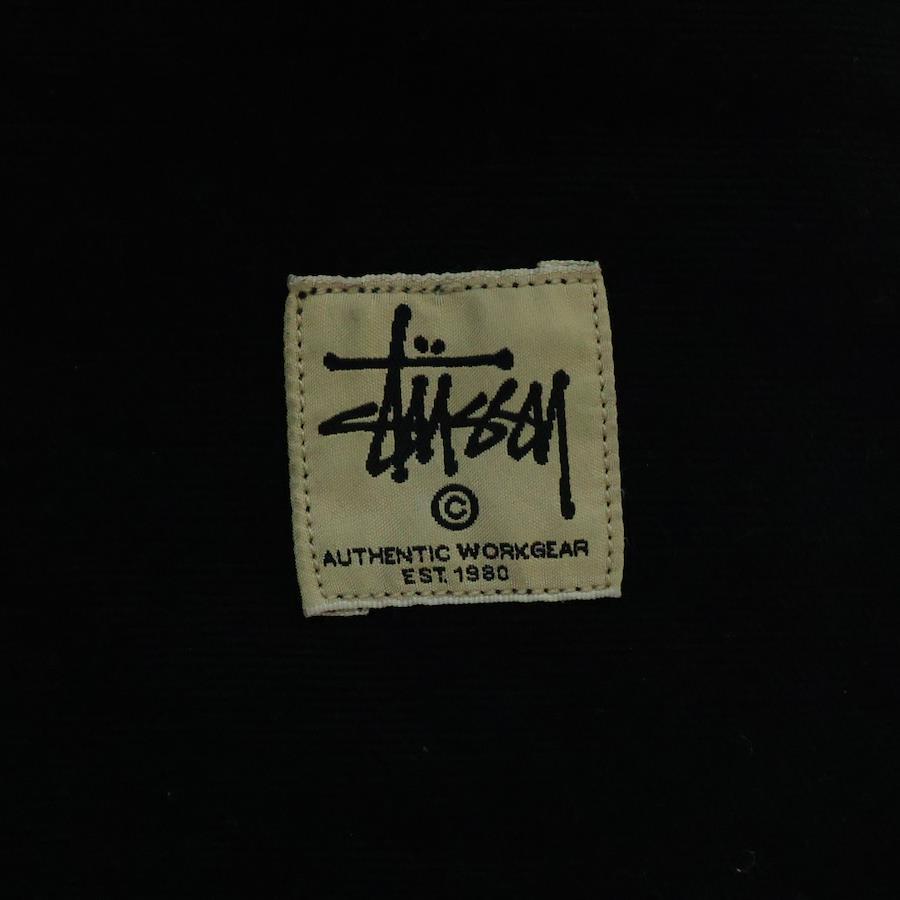 Stüssy
©
AUTHENTIC WORKGEAR
EST. 1980